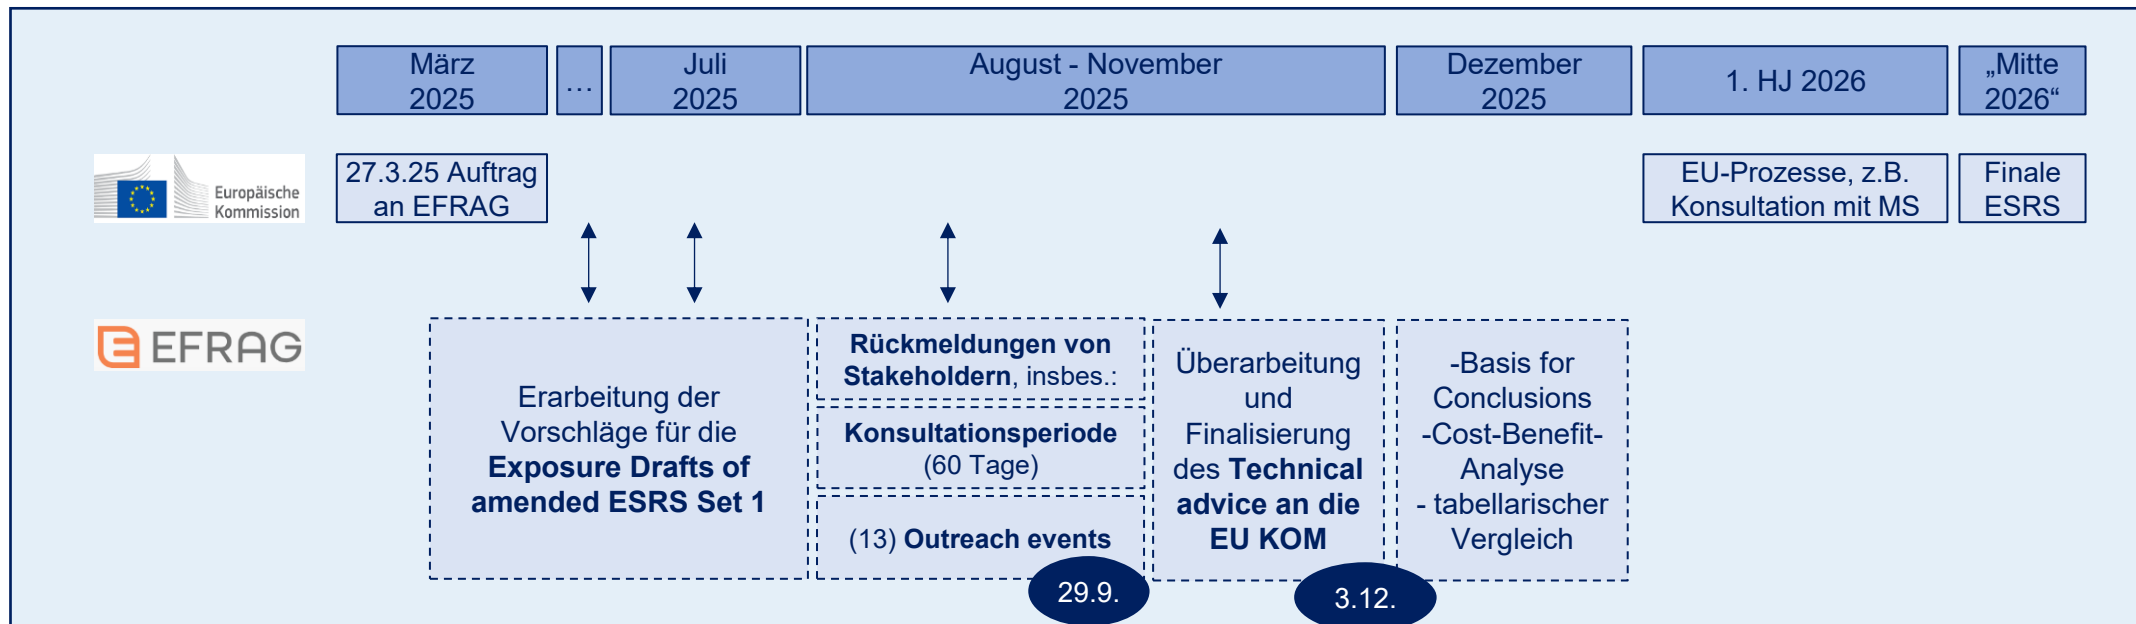 März
2025
…
Juli
2025
August - November
2025
Dezember
2025
1. HJ 2026
„Mitte
2026“
Europäische
Kommission
27.3.25 Auftrag
an EFRAG
EU-Prozesse, z.B.
Konsultation mit MS
Finale
ESRS
EFRAG
Erarbeitung der
Vorschläge für die
Exposure Drafts of
amended ESRS Set 1
Rückmeldungen von
Stakeholdern, insbes.:
Konsultationsperiode
(60 Tage)
(13) Outreach events
29.9.
Überarbeitung
und
Finalisierung
des Technical
advice an die
EU KOM
3.12.
-Basis for
Conclusions
-Cost-Benefit-
Analyse
- tabellarischer
Vergleich